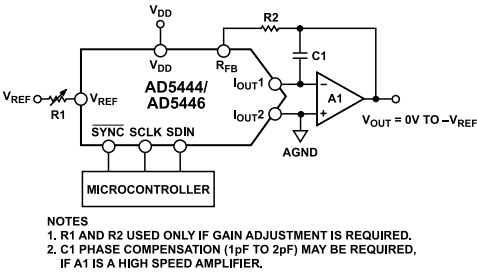 VDD
R2
VDD
RFB
C1
AD5444/
AD5446
IOUT1
VREF
R1
VREF
IOUT2
A1
VOUT = 0V TO –VREF
SYNC SCLK SDIN
AGND
MICROCONTROLLER
NOTES
1. R1 AND R2 USED ONLY IF GAIN ADJUSTMENT IS REQUIRED.
2. C1 PHASE COMPENSATION (1pF TO 2pF) MAY BE REQUIRED,
IF A1 IS A HIGH SPEED AMPLIFIER.